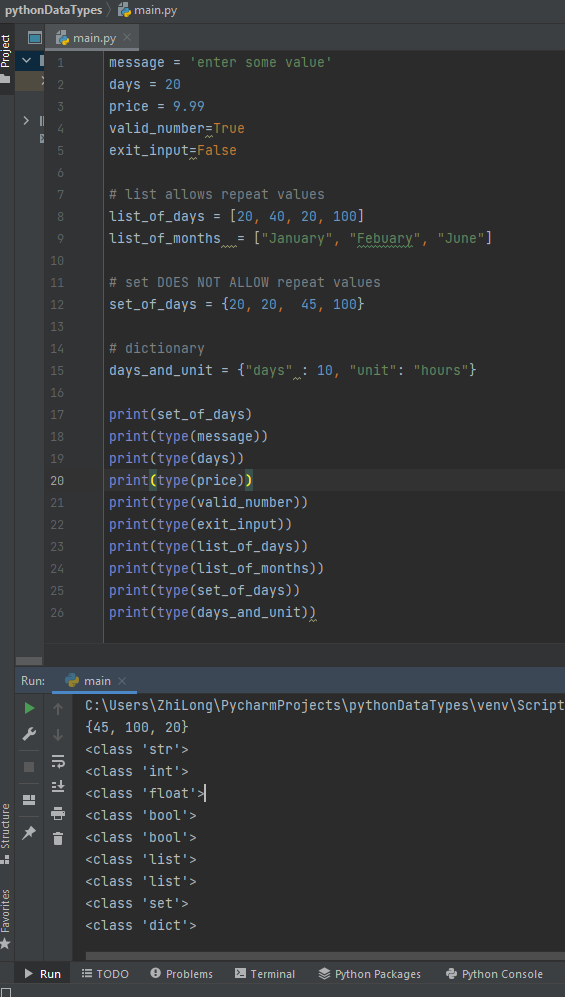 pythonDataTypes main.py
Project
main.py
1 message = 'enter some value'
2 days = 20
3 price = 9.99
4 valid_number=True
5 exit_input=False
6
7 # list allows repeat values
8 list_of_days = [20, 40, 20, 100]
9 list_of_months  = ["January", "Febuary", "June"]
10
11 # set DOES NOT ALLOW repeat values
12 set_of_days = {20, 20,  45, 100}
13
14 # dictionary
15 days_and_unit = {"days" : 10, "unit": "hours"}
16
17 print(set_of_days)
18 print(type(message))
19 print(type(days))
20 print(type(price))
21 print(type(valid_number))
22 print(type(exit_input))
23 print(type(list_of_days))
24 print(type(list_of_months))
25 print(type(set_of_days))
26 print(type(days_and_unit))
Run: main
C:\Users\ZhiLong\PycharmProjects\pythonDataTypes\venv\Script
{45, 100, 20}
<class 'str'>
<class 'int'>
<class 'float'>
<class 'bool'>
<class 'bool'>
<class 'list'>
<class 'list'>
<class 'set'>
<class 'dict'>
Structure
Favorites
Run TODO Problems Terminal Python Packages Python Console